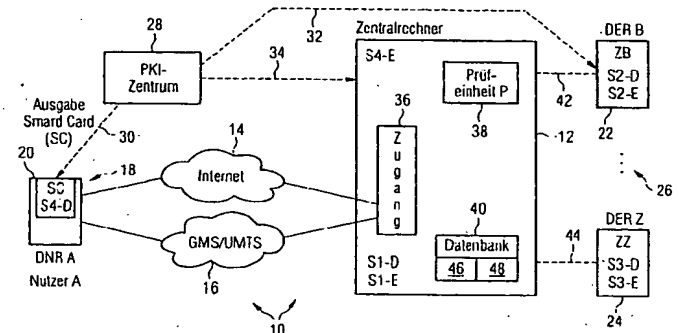 28
PKI-
Zentrum
32
34
Zentralrechner
S4-E
Prüf-
einheit P
38
36
Zugang
12
DER B
ZB
S2-D
S2-E
22
42
Ausgabe
Smard Card
(SC)
30
20
18
SC
S4-D
DNR A
Nutzer A
14
Internet
GMS/UMTS
16
10
40
Datenbank
46
48
S1-D
S1-E
26
DER Z
ZZ
S3-D
S3-E
24
44